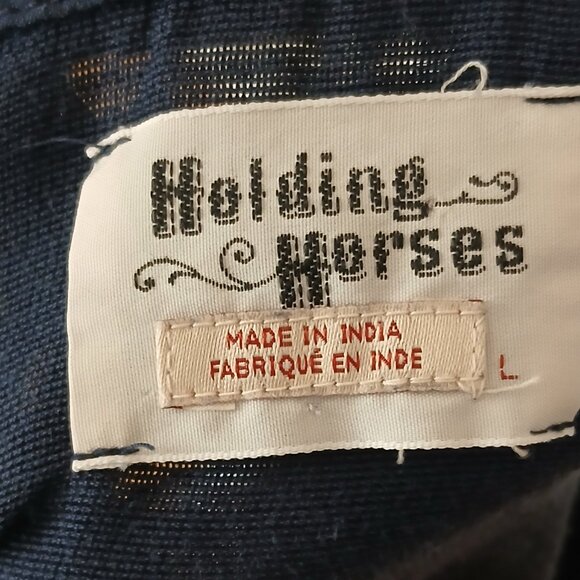 Holding
Horses
MADE IN INDIA
FABRIQUÉ EN INDE
L